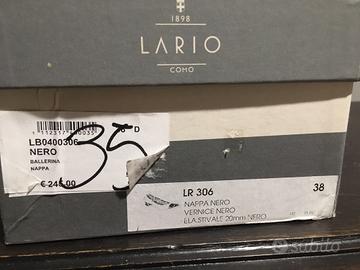 1898
LARIO
COMO
LB0400306
NERO
BALLERINA
NAPPA
€ 245,00
35
D
LR 306
38
NAPPA NERO
VERNICE NERO
ELA.STIVALE 20mm NERO
subito